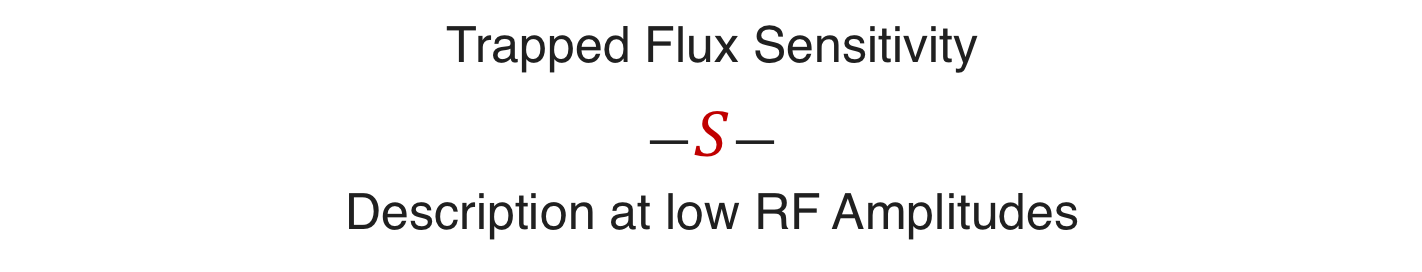 Trapped Flux Sensitivity
– S –
Description at low RF Amplitudes